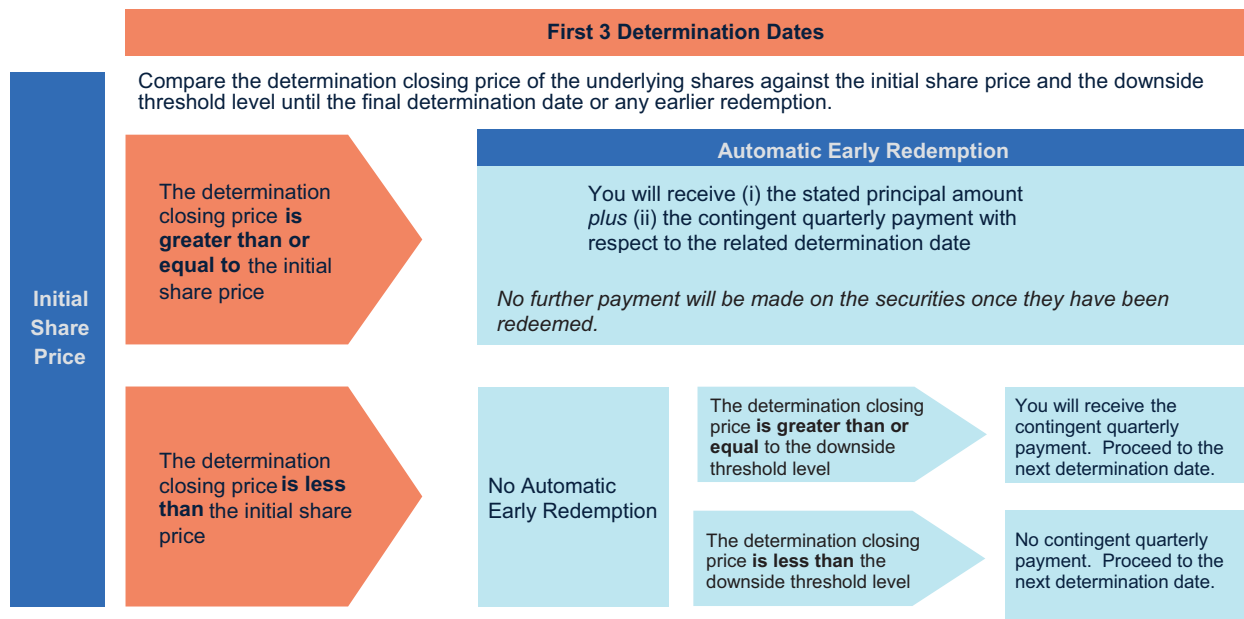 First 3 Determination Dates
Compare the determination closing price of the underlying shares against the initial share price and the downside
threshold level until the final determination date or any earlier redemption.
Initial
Share
Price
The determination
closing price is
greater than or
equal to the initial
share price
Automatic Early Redemption
You will receive (i) the stated principal amount
plus (ii) the contingent quarterly payment with
respect to the related determination date
No further payment will be made on the securities once they have been
redeemed.
The determination
closing price is less
than the initial share
price
No Automatic
Early Redemption
The determination closing
price is greater than or
equal to the downside
threshold level
You will receive the
contingent quarterly
payment. Proceed to the
next determination date.
The determination closing
price is less than the
downside threshold level
No contingent quarterly
payment. Proceed to the
next determination date.